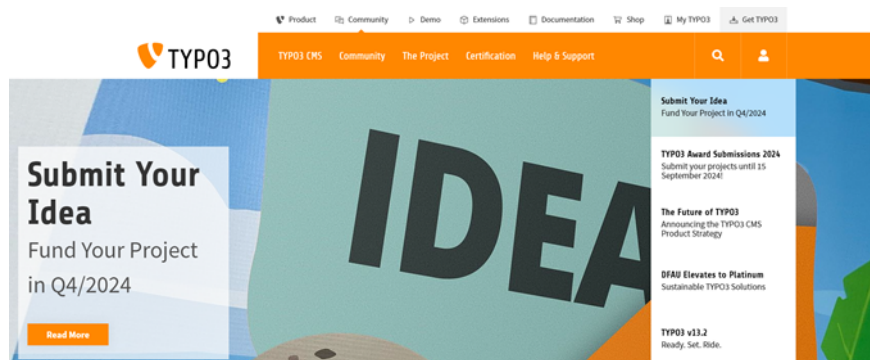 Product Community Demo Extensions Documentation Shop My TYPO3 Get TYPO3
TYPO3
TYPO3 CMS Community The Project Certification Help & Support
Submit Your
Idea
Fund Your Project
in Q4/2024
Read More
IDEA
Submit Your Idea
Fund Your Project in Q4/2024
TYPO3 Award Submissions 2024
Submit your projects until 15
September 2024!
The Future of TYPO3
Announcing the TYPO3 CMS
Product Strategy
DFAU Elevates to Platinum
Sustainable TYPO3 Solutions
TYPO3 v13.2
Ready. Set. Ride.